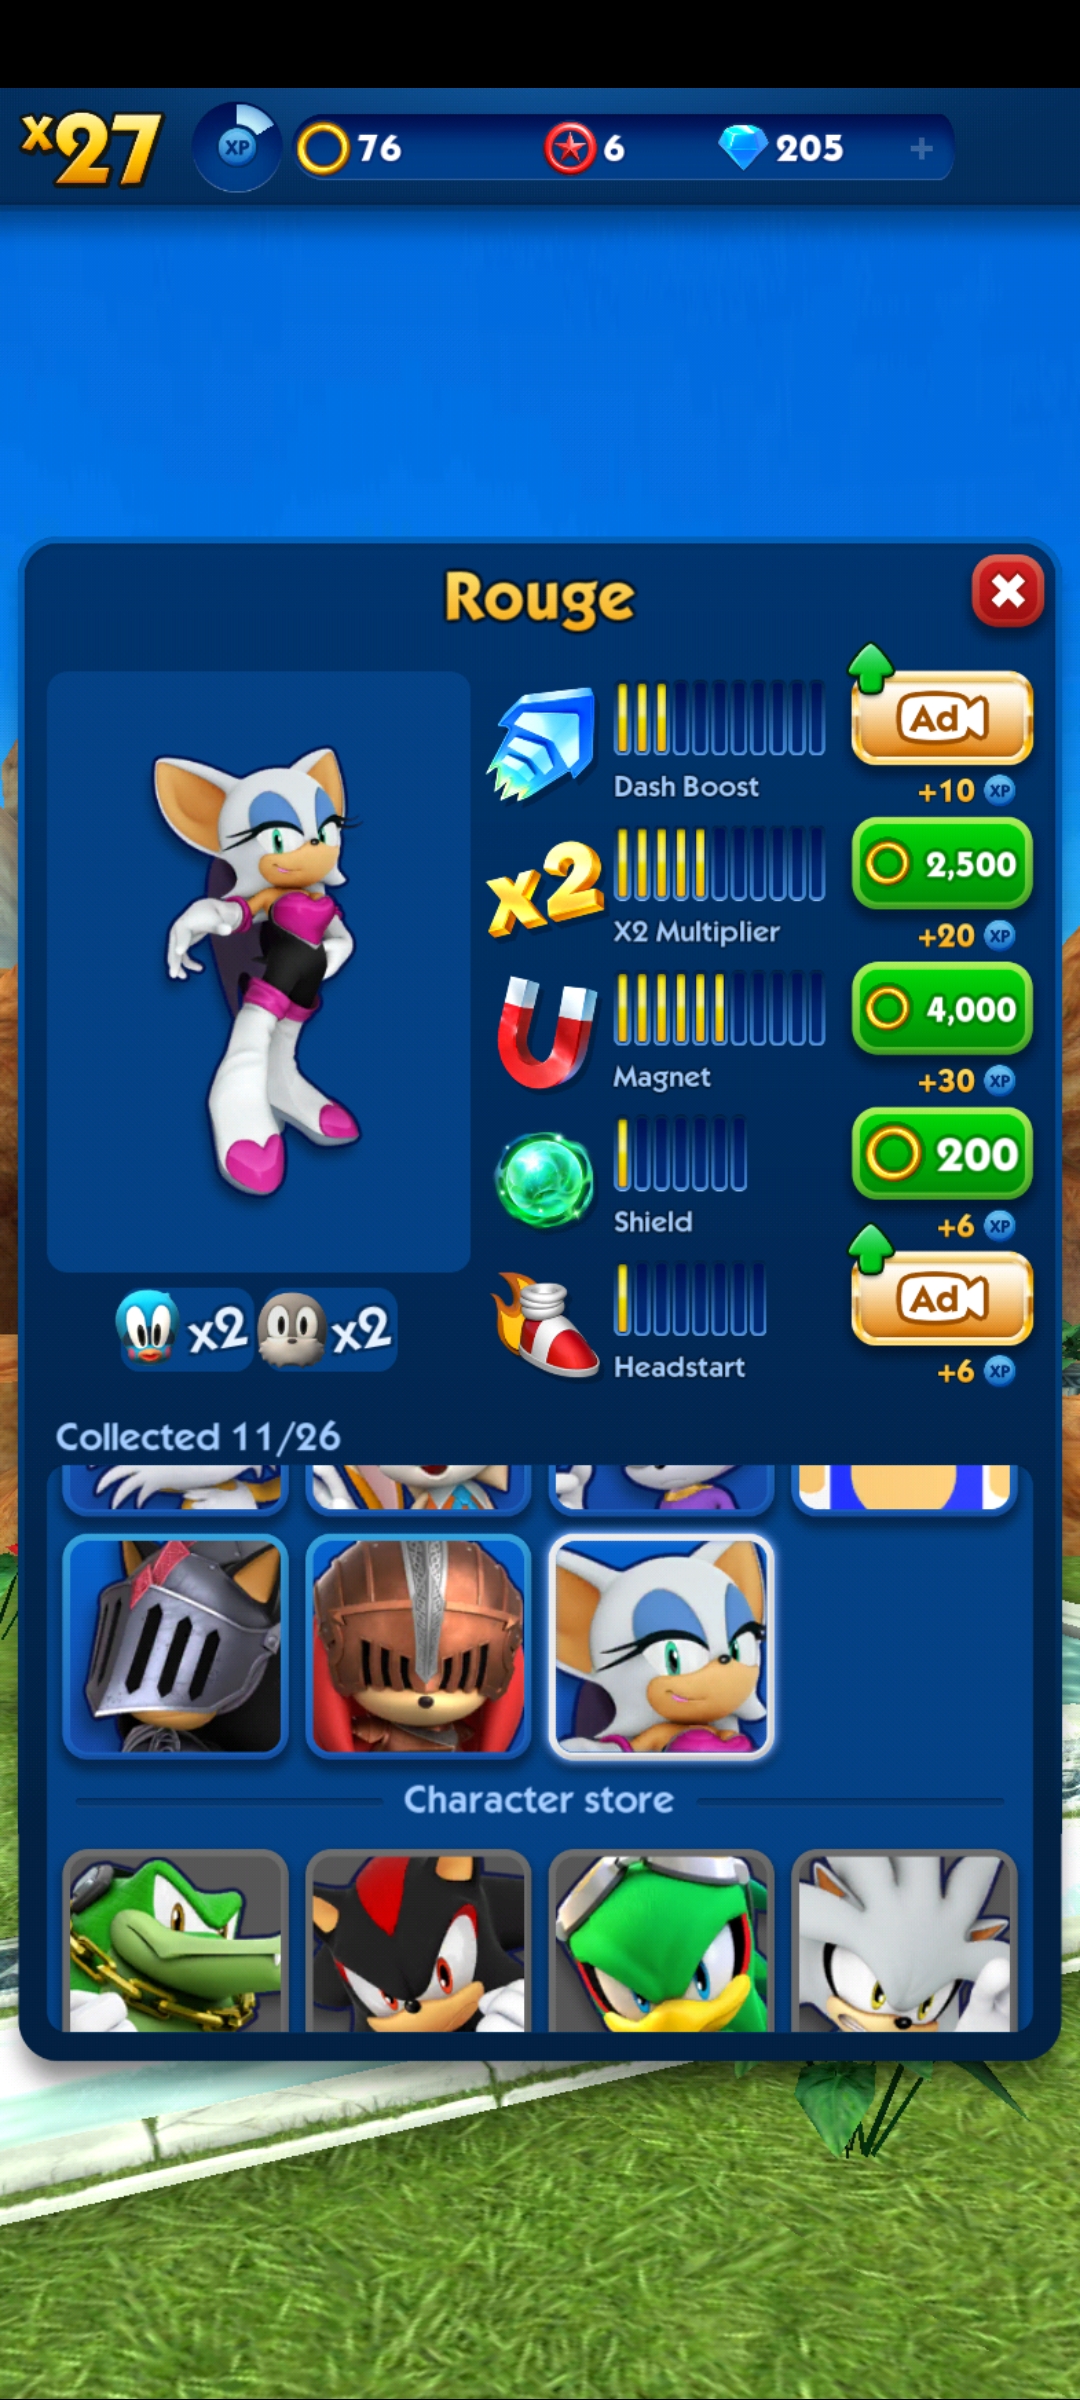 x27 XP 76 6 205 +
Rouge
Ad
Dash Boost
+10 XP
x2
2,500
X2 Multiplier
+20 XP
4,000
Magnet
+30 XP
200
Shield
+6 XP
Ad
x2 x2
Headstart
+6 XP
Collected 11/26
Character store